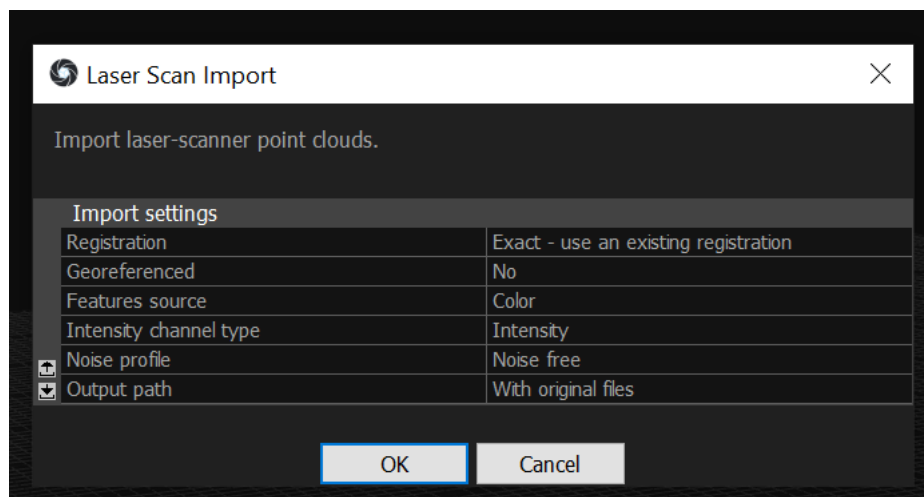 Laser Scan Import
Import laser-scanner point clouds.
Import settings
Registration Exact - use an existing registration
Georeferenced No
Features source Color
Intensity channel type Intensity
Noise profile Noise free
Output path With original files
OK Cancel